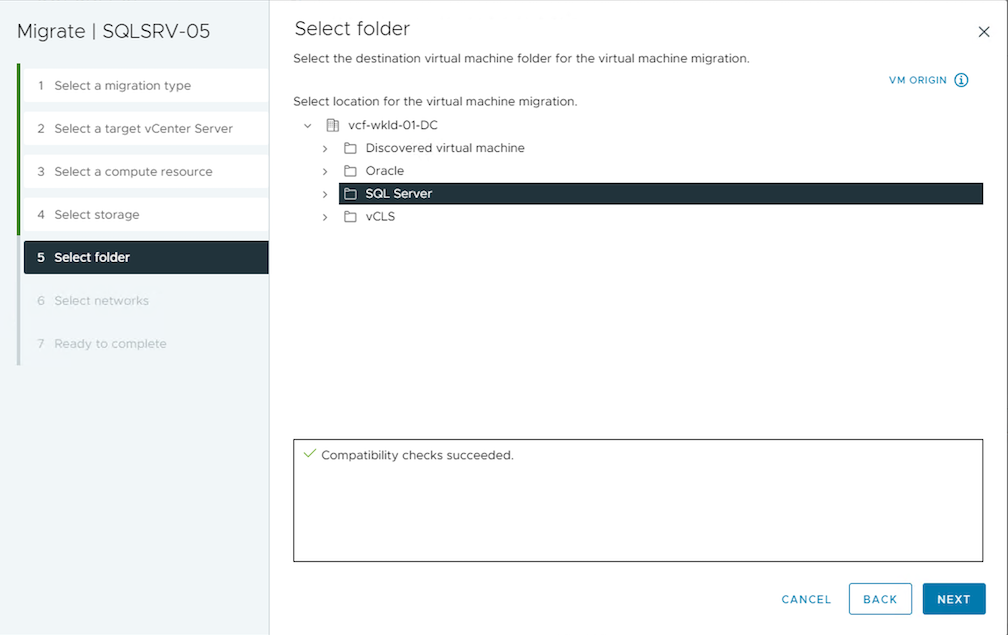 Migrate | SQLSRV-05
1 Select a migration type
2 Select a target vCenter Server
3 Select a compute resource
4 Select storage
5 Select folder
6 Select networks
7 Ready to complete
Select folder
Select the destination virtual machine folder for the virtual machine migration.
VM ORIGIN
Select location for the virtual machine migration.
vcf-wkld-01-DC
Discovered virtual machine
Oracle
SQL Server
vCLS
Compatibility checks succeeded.
CANCEL BACK NEXT